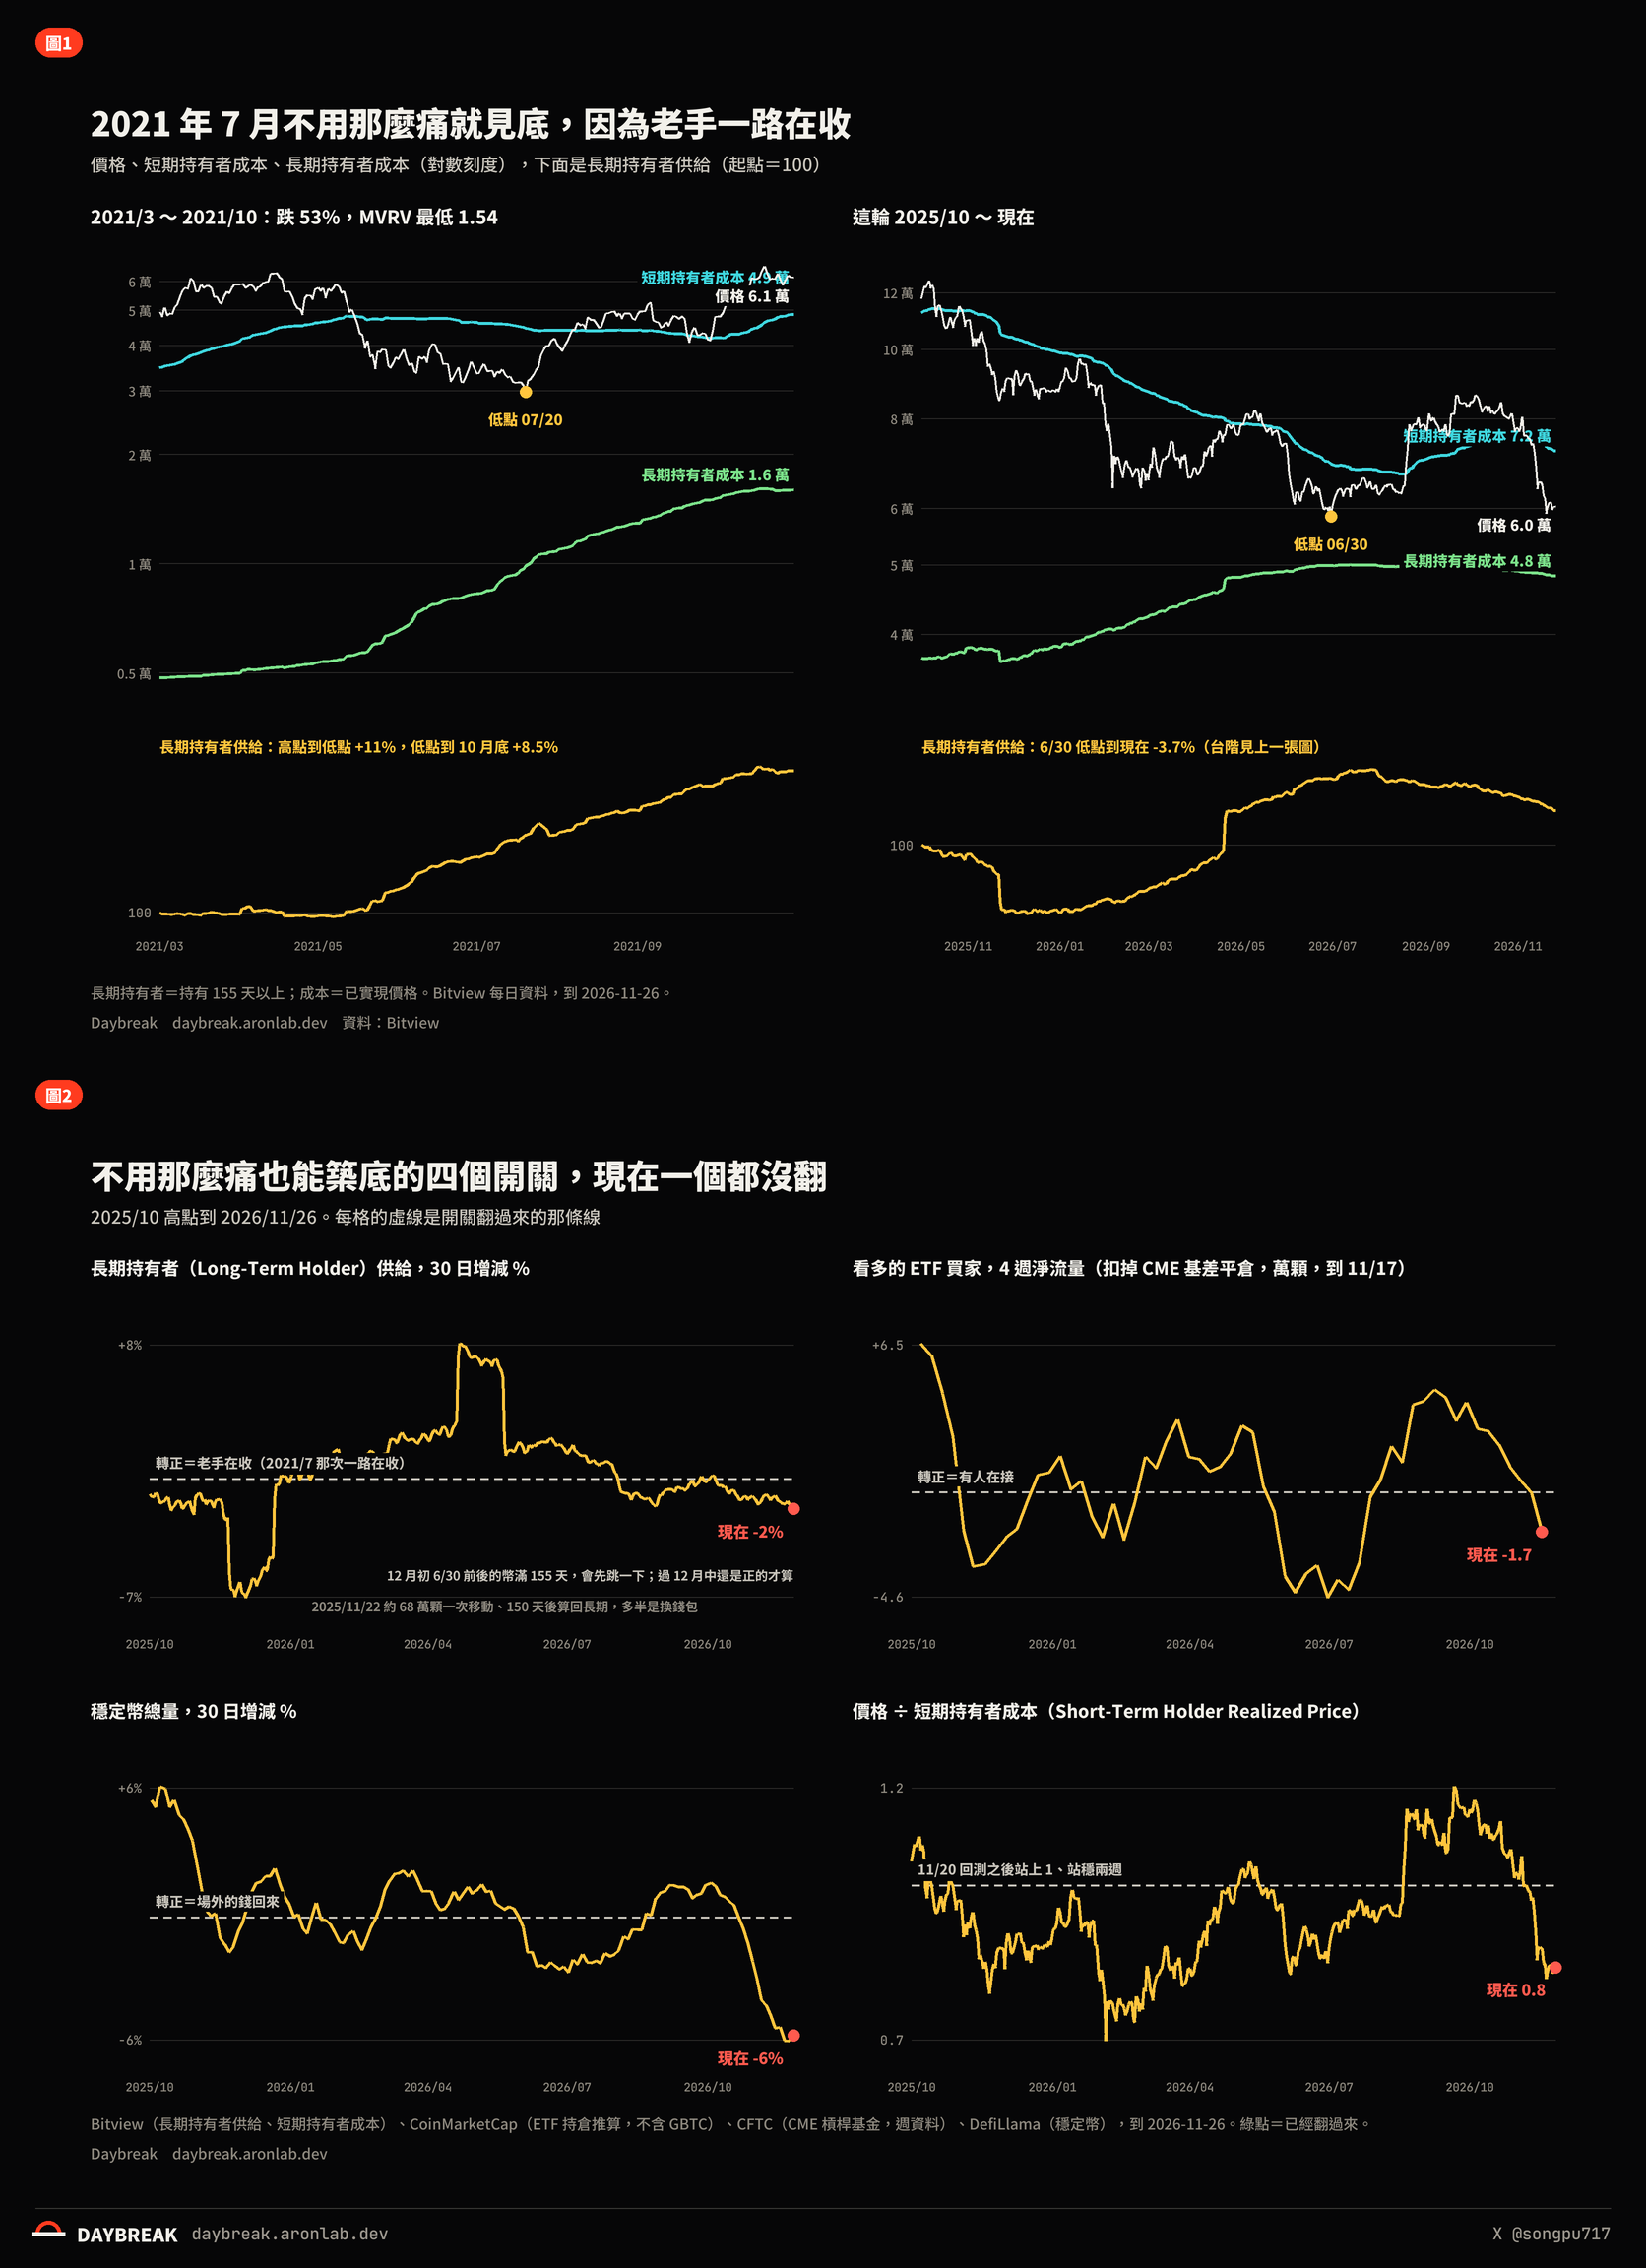 圖1
2021 年 7 月不用那麼痛就見底，因為老手一路在收
價格、短期持有者成本、長期持有者成本（對數刻度），下面是長期持有者供給（起點＝100）
2021/3 ～ 2021/10：跌 53%，MVRV 最低 1.54
6 萬
5 萬
4 萬
3 萬
2 萬
1 萬
0.5 萬
短期持有者成本 4.9 萬
價格 6.1 萬
低點 07/20
長期持有者成本 1.6 萬
長期持有者供給：高點到低點 +11%，低點到 10 月底 +8.5%
100
2021/03
2021/05
2021/07
2021/09
這輪 2025/10 ～ 現在
12 萬
10 萬
8 萬
6 萬
5 萬
4 萬
短期持有者成本 7.2 萬
價格 6.0 萬
低點 06/30
長期持有者成本 4.8 萬
長期持有者供給：6/30 低點到現在 -3.7%（台階見上一張圖）
100
2025/11
2026/01
2026/03
2026/05
2026/07
2026/09
2026/11
長期持有者＝持有 155 天以上；成本＝已實現價格。Bitview 每日資料，到 2026-11-26。
Daybreak daybreak.aronlab.dev 資料：Bitview
圖2
不用那麼痛也能築底的四個開關，現在一個都沒翻
2025/10 高點到 2026/11/26。每格的虛線是開關翻過來的那條線
長期持有者（Long-Term Holder）供給，30 日增減 %
+8%
轉正＝老手在收（2021/7 那次一路在收）
現在 -2%
12 月初 6/30 前後的幣滿 155 天，會先跳一下；過 12 月中還是正的才算
-7%
2025/11/22 約 68 萬顆一次移動、150 天後算回長期，多半是換錢包
2025/10
2026/01
2026/04
2026/07
2026/10
看多的 ETF 買家，4 週淨流量（扣掉 CME 基差平倉，萬顆，到 11/17）
+6.5
轉正＝有人在接
現在 -1.7
-4.6
2025/10
2026/01
2026/04
2026/07
2026/10
穩定幣總量，30 日增減 %
+6%
轉正＝場外的錢回來
-6%
現在 -6%
2025/10
2026/01
2026/04
2026/07
2026/10
價格 ÷ 短期持有者成本（Short-Term Holder Realized Price）
1.2
11/20 回測之後站上 1、站穩兩週
現在 0.8
0.7
2025/10
2026/01
2026/04
2026/07
2026/10
Bitview（長期持有者供給、短期持有者成本）、CoinMarketCap（ETF 持倉推算，不含 GBTC）、CFTC（CME 槓桿基金，週資料）、DefiLlama（穩定幣），到 2026-11-26。綠點＝已經翻過來。
Daybreak daybreak.aronlab.dev
DAYBREAK daybreak.aronlab.dev
X @songpu717